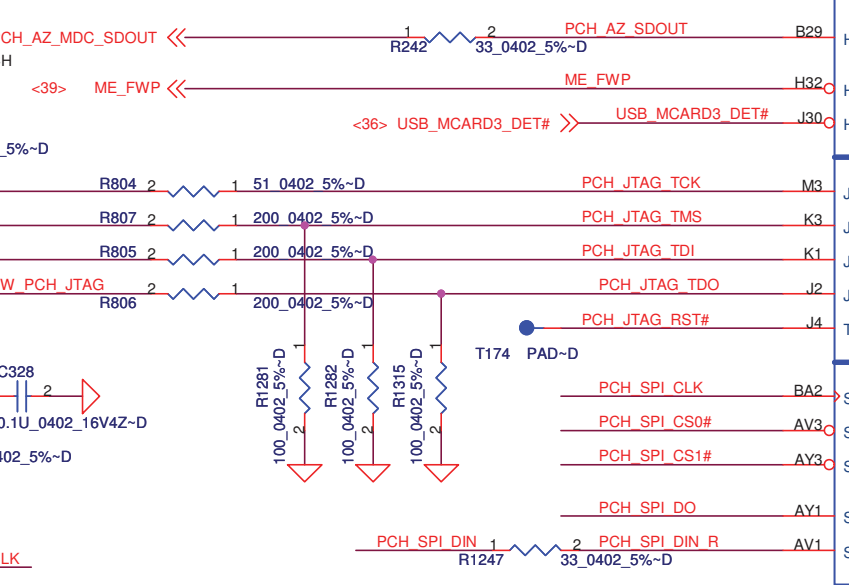 CH_AZ_MDC_SDOUT 1 R242 2 33_0402_5%~D PCH_AZ_SDOUT B29
H
<39> ME_FWP ME_FWP H32
<36> USB_MCARD3_DET# USB_MCARD3_DET# J30
_5%~D
R804 2 1 51_0402_5%~D PCH_JTAG_TCK M3
R807 2 1 200_0402_5%~D PCH_JTAG_TMS K3
R805 2 1 200_0402_5%~D PCH_JTAG_TDI K1
W_PCH_JTAG R806 2 1 200_0402_5%~D PCH_JTAG_TDO J2
T174 PAD~D PCH_JTAG_RST# J4
C328
2
0.1U_0402_16V4Z~D
402_5%~D
1 R1281 100_0402_5%~D 2
1 R1282 100_0402_5%~D 2
1 R1315 100_0402_5%~D 2
PCH_SPI_CLK BA2
PCH_SPI_CS0# AV3
PCH_SPI_CS1# AY3
PCH_SPI_DO AY1
PCH_SPI_DIN 1 R1247 2 33_0402_5%~D PCH_SPI_DIN_R AV1
LK